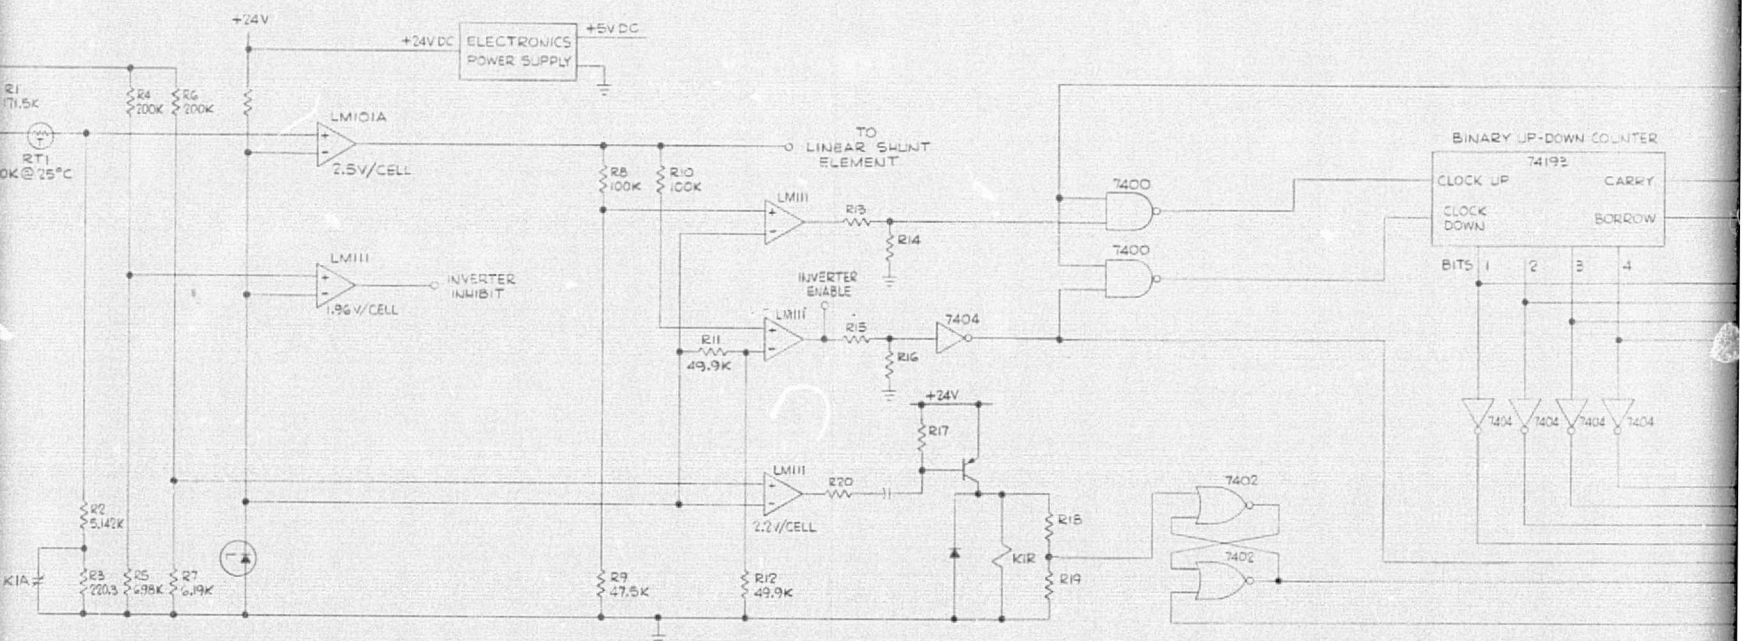 +24V
+24V DC
ELECTRONICS
POWER SUPPLY
+5V DC
R1
171.5K
R4
200K
R6
200K
LM101A
2.5V/CELL
TO
LINEAR SHUNT
ELEMENT
RT1
0K@25°C
R8
100K
R10
100K
BINARY UP-DOWN COUNTER
74193
CLOCK UP
CARRY
CLOCK
DOWN
BORROW
BITS 1 2 3 4
7400
7400
LM111
R13
R14
LM111
INVERTER
INHIBIT
1.96V/CELL
INVERTER
ENABLE
LM111
R15
R16
7404
R11
49.9K
+24V
R17
7404
7404
7404
7404
LM111
2.2V/CELL
R20
R18
R19
K1R
7402
7402
R2
5.142K
K1A
R3
220.3
R5
6.98K
R7
6.19K
R9
47.5K
R12
49.9K